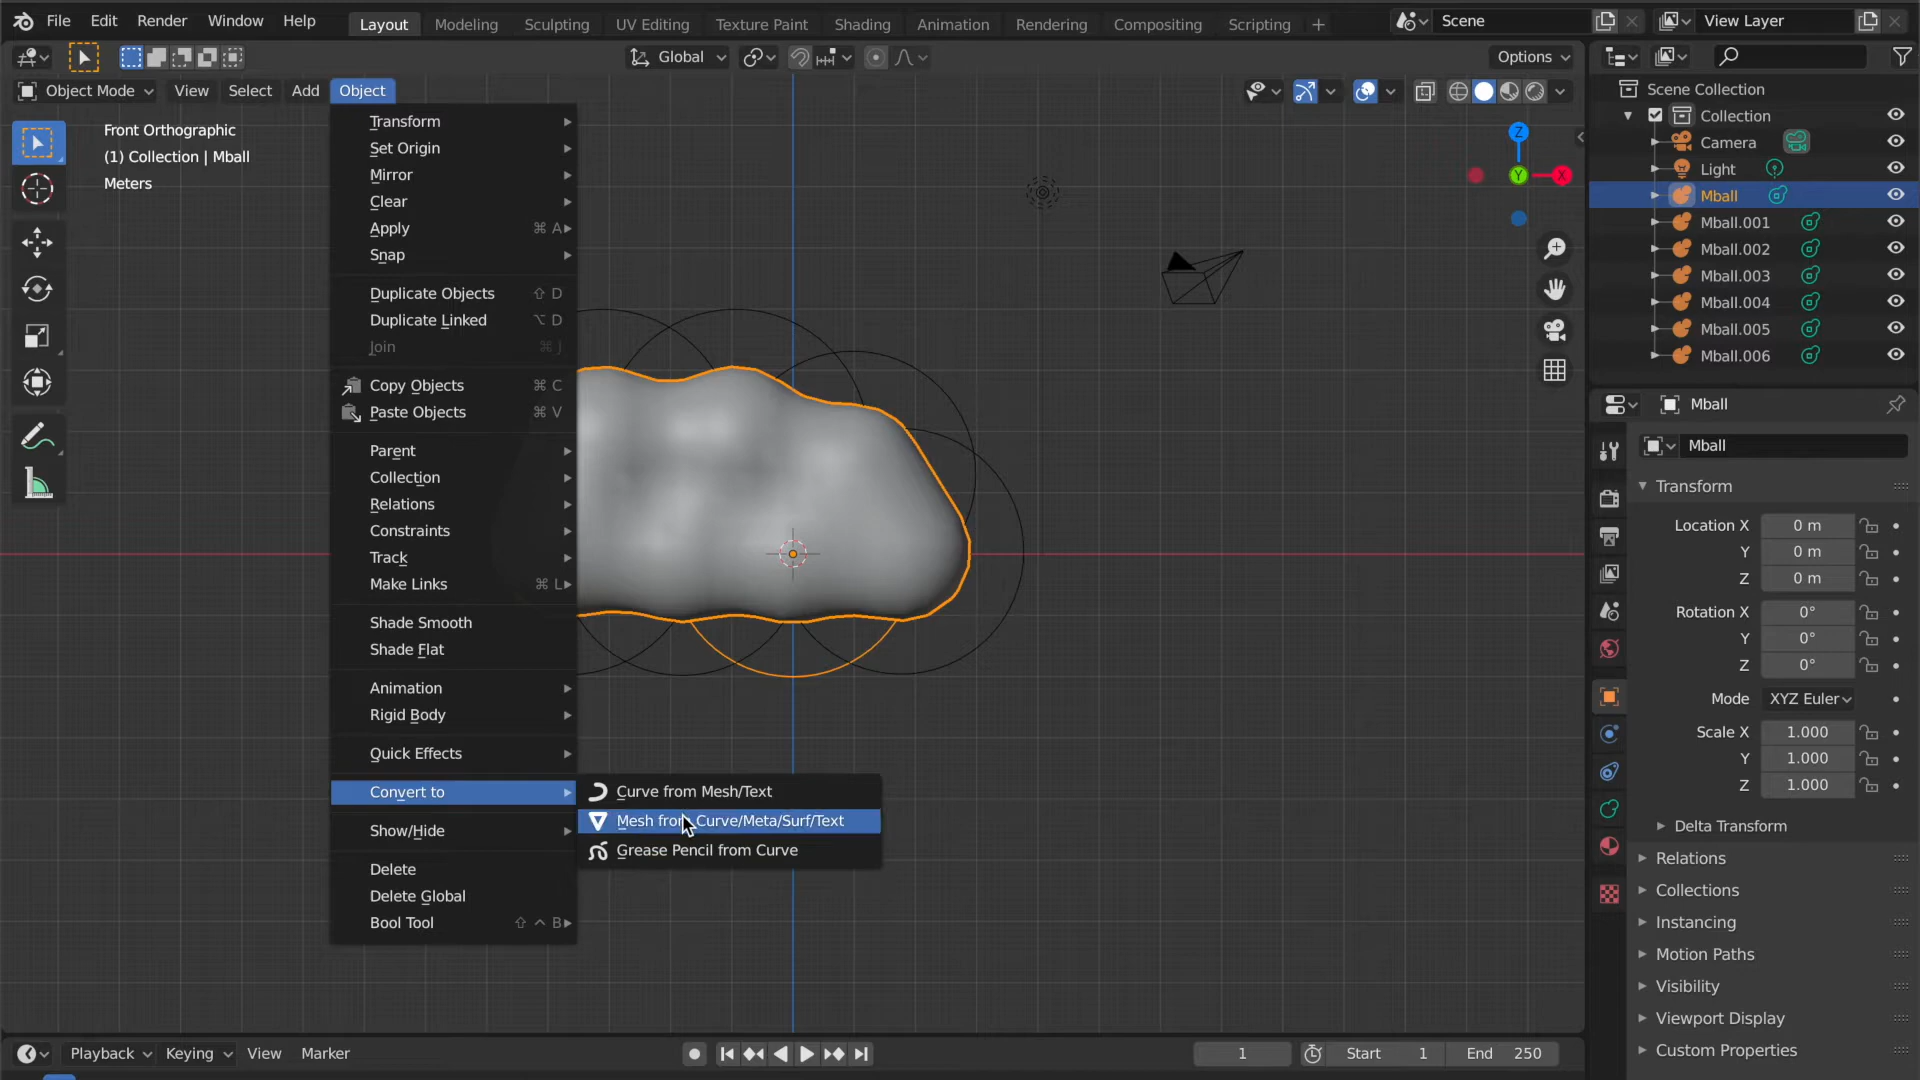 File Edit Render Window Help Layout Modeling Sculpting UV Editing Texture Paint Shading Animation Rendering Compositing Scripting + Scene View Layer
Global Options
Object Mode View Select Add Object
Front Orthographic
(1) Collection | Mball
Meters
Transform
Set Origin
Mirror
Clear
Apply ⌘ A
Snap
Duplicate Objects ⇧ D
Duplicate Linked ⌥ D
Join ⌘ J
Copy Objects ⌘ C
Paste Objects ⌘ V
Parent
Collection
Relations
Constraints
Track
Make Links ⌘ L
Shade Smooth
Shade Flat
Animation
Rigid Body
Quick Effects
Convert to
Show/Hide
Delete
Delete Global
Bool Tool ⇧ ^ B
Curve from Mesh/Text
Mesh from Curve/Meta/Surf/Text
Grease Pencil from Curve
Z
Y
X
Scene Collection
Collection
Camera
Light
Mball
Mball.001
Mball.002
Mball.003
Mball.004
Mball.005
Mball.006
Mball
Mball
Transform
Location X 0 m
Y 0 m
Z 0 m
Rotation X 0°
Y 0°
Z 0°
Mode XYZ Euler
Scale X 1.000
Y 1.000
Z 1.000
Delta Transform
Relations
Collections
Instancing
Motion Paths
Visibility
Viewport Display
Custom Properties
Playback Keying View Marker 1 Start 1 End 250